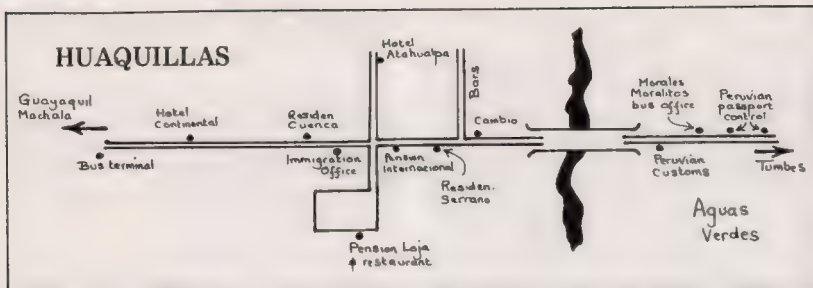 HUAQUILLAS
Guayaquil
Machala
Bus terminal
Hotel
Continental
Residen
Cuenca
Immigration
Office
Hotel
Atahualpa
Pension
Internacional
Residen.
Serrano
Pension Loja
& restaurant
Bars
Cambio
Morales
Moralitos
bus office
Peruvian
passport
control
Peruvian
Customs
Tumbes
Aguas
Verdes